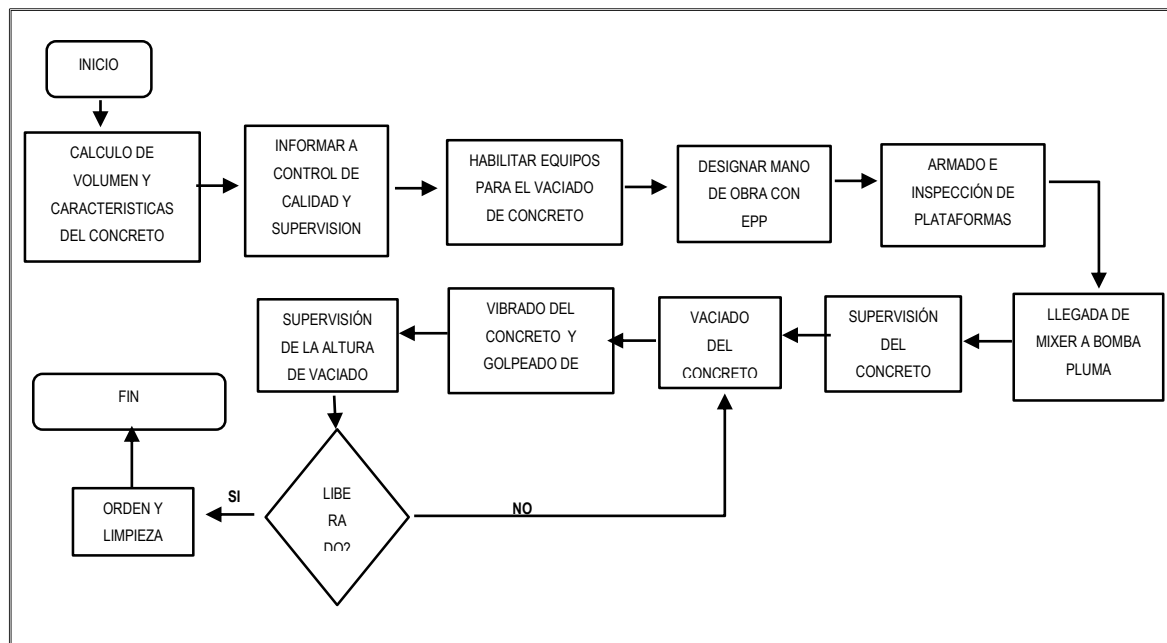 INICIO
CALCULO DE
VOLUMEN Y
CARACTERISTICAS
DEL CONCRETO
INFORMAR A
CONTROL DE
CALIDAD Y
SUPERVISION
HABILITAR EQUIPOS
PARA EL VACIADO
DE CONCRETO
DESIGNAR MANO
DE OBRA CON
EPP
ARMADO E
INSPECCIÓN DE
PLATAFORMAS
LLEGADA DE
MIXER A BOMBA
PLUMA
SUPERVISIÓN
DEL
CONCRETO
VACIADO
DEL
CONCRETO
VIBRADO DEL
CONCRETO Y
GOLPEADO DE
SUPERVISIÓN
DE LA ALTURA
DE VACIADO
LIBE
RA
DO?
SI
NO
ORDEN Y
LIMPIEZA
FIN